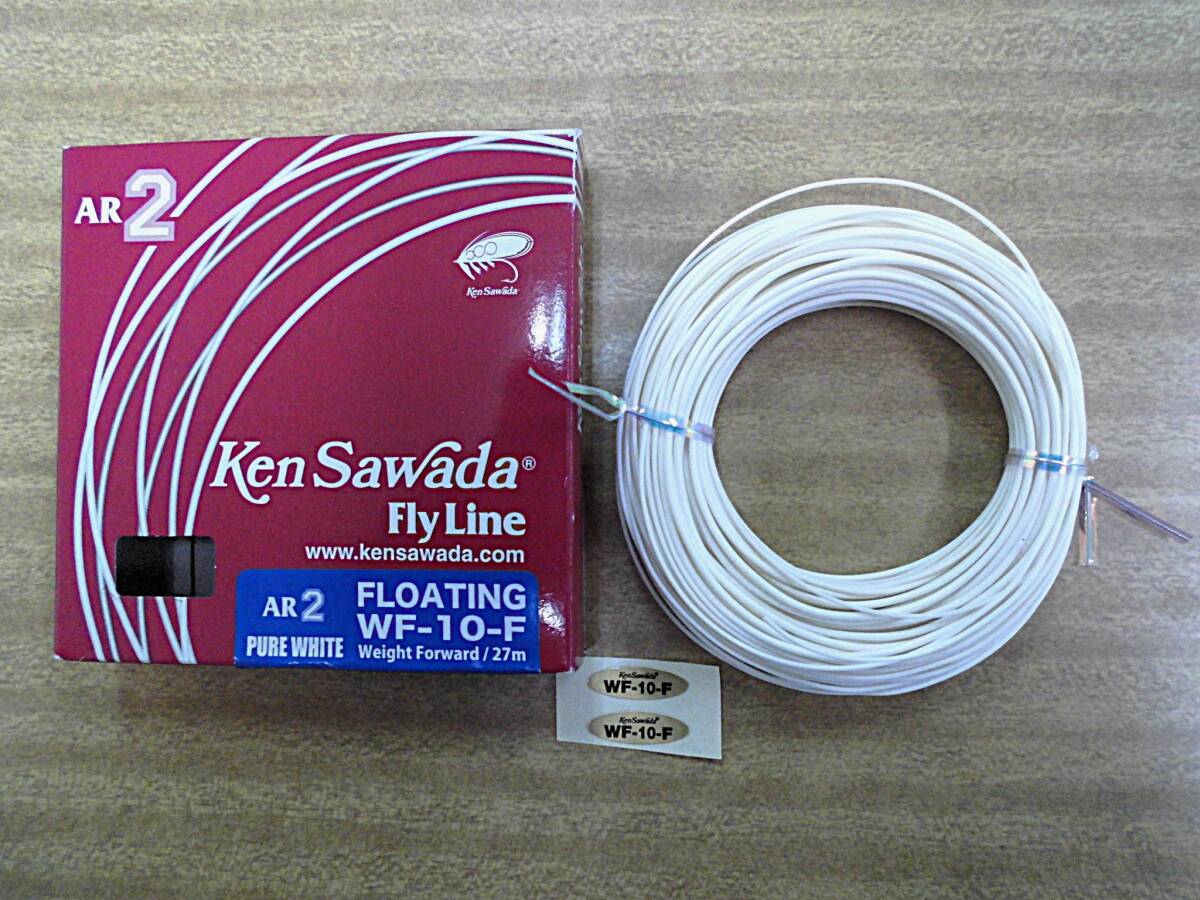 AR 2
Ken Sawada
Ken Sawada®
Fly Line
www.kensawada.com
AR 2
PURE WHITE
FLOATING
WF-10-F
Weight Forward / 27m
Ken Sawada®
WF-10-F
Ken Sawada®
WF-10-F